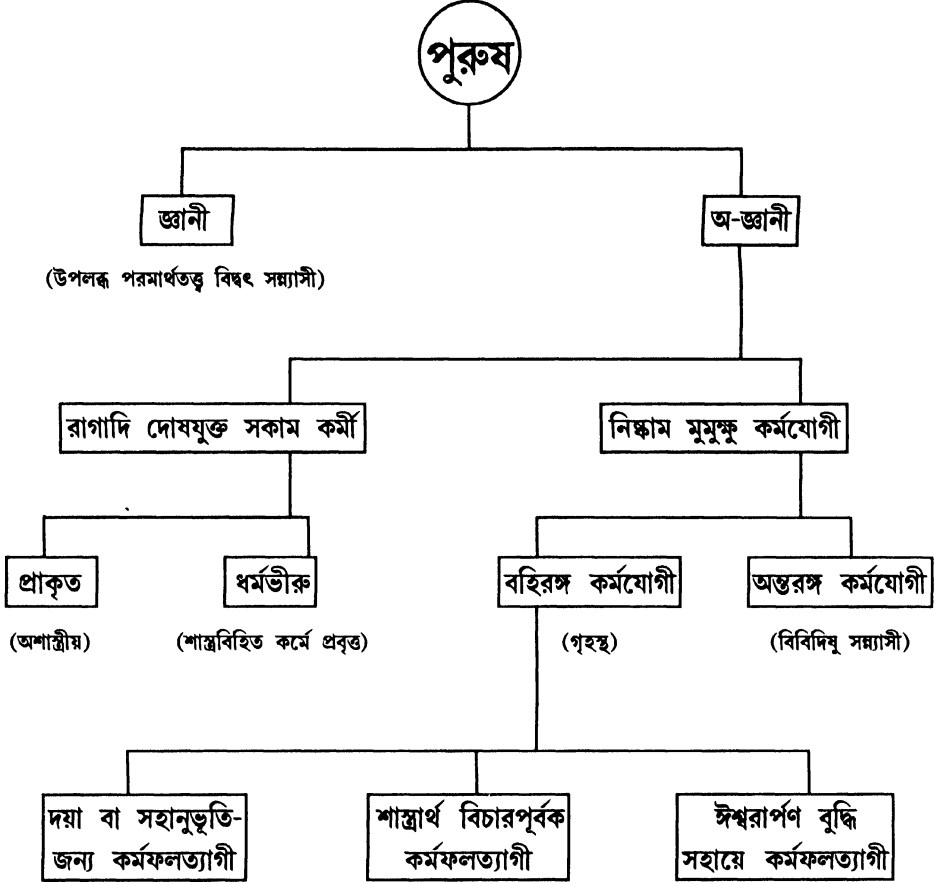 পুরুষ
জ্ঞানী
অ-জ্ঞানী
(উপলব্ধ পরমার্থতত্ত্ব বিদ্বৎ সন্ন্যাসী)
রাগাদি দোষযুক্ত সকাম কর্মী
নিষ্কাম মুমুক্ষু কর্মযোগী
প্রাকৃত
ধর্মভীরু
বহিরঙ্গ কর্মযোগী
অন্তরঙ্গ কর্মযোগী
(অশাস্ত্রীয়)
(শাস্ত্রবিহিত কর্মে প্রবৃত্ত)
(গৃহস্থ)
(বিবিদিষু সন্ন্যাসী)
দয়া বা সহানুভূতি-
জন্য কর্মফলত্যাগী
শাস্ত্রার্থ বিচারপূর্বক
কর্মফলত্যাগী
ঈশ্বরার্পণ বুদ্ধি
সহায়ে কর্মফলত্যাগী